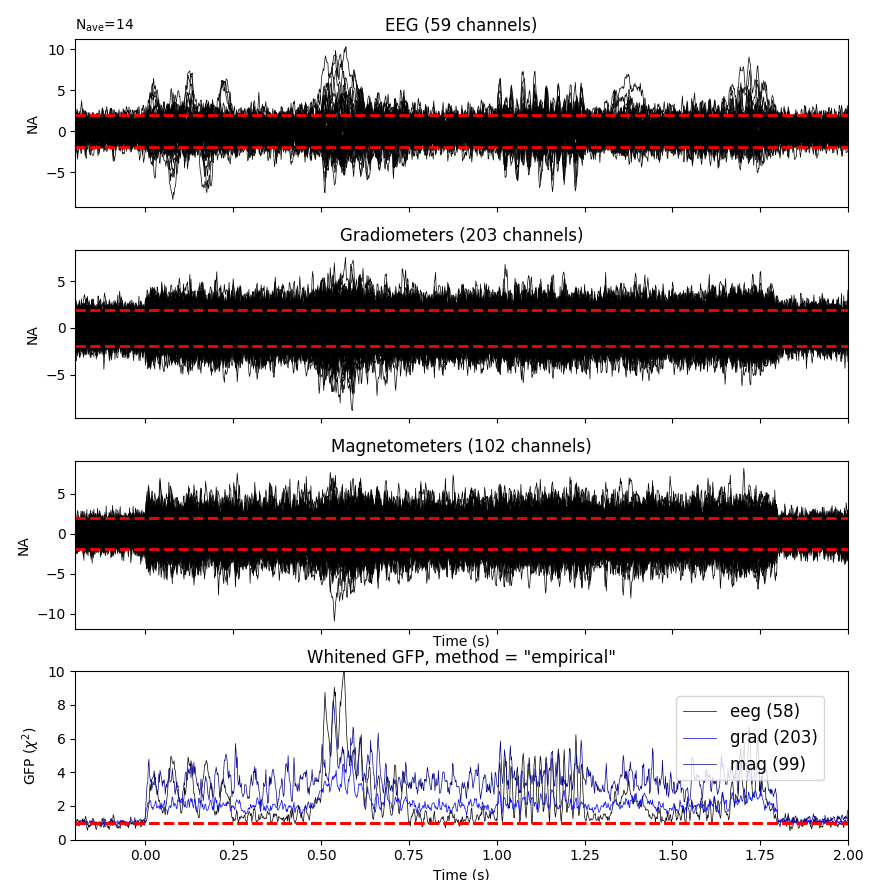 N_ave=14
EEG (59 channels)
10
5
0
−5
NA
Gradiometers (203 channels)
5
0
−5
NA
Magnetometers (102 channels)
5
0
−5
−10
NA
Time (s)
Whitened GFP, method = "empirical"
10
8
6
4
2
0
GFP (χ²)
eeg (58)
grad (203)
mag (99)
0.00 0.25 0.50 0.75 1.00 1.25 1.50 1.75 2.00
Time (s)